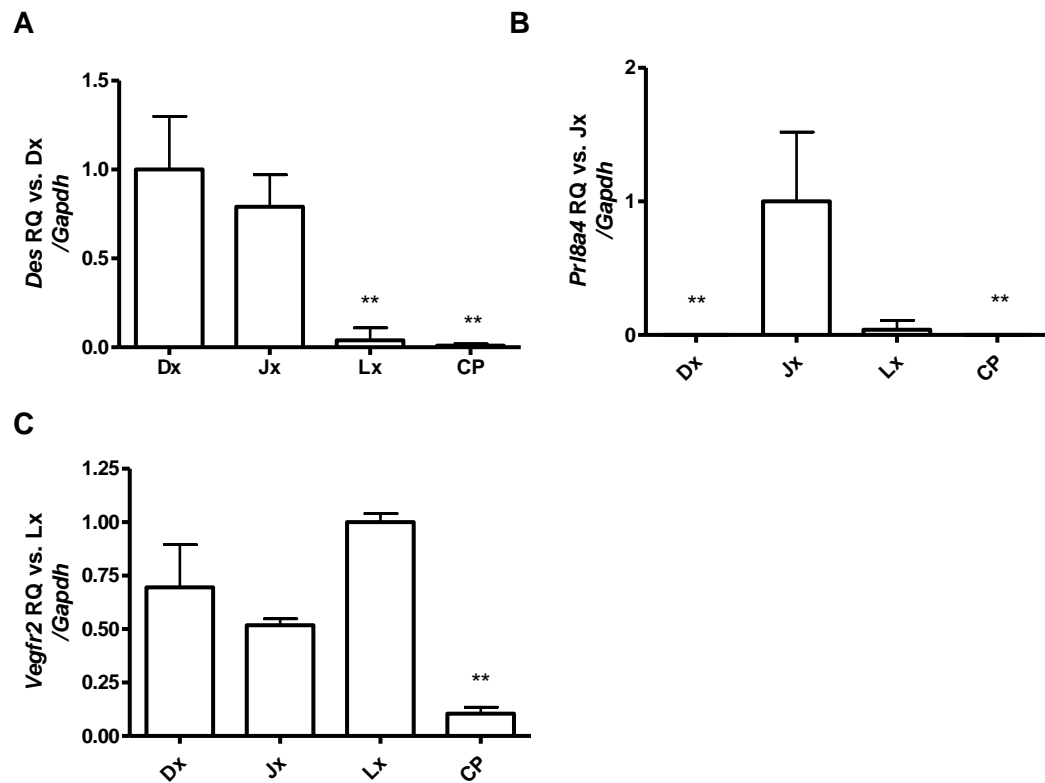 A
Des RQ vs. Dx
/Gapdh
1.5
1.0
0.5
0.0
**
**
Dx
Jx
Lx
CP
B
Prl8a4 RQ vs. Jx
/Gapdh
2
1
0
**
**
Dx
Jx
Lx
CP
C
Vegfr2 RQ vs. Lx
/Gapdh
1.25
1.00
0.75
0.50
0.25
0.00
**
Dx
Jx
Lx
CP